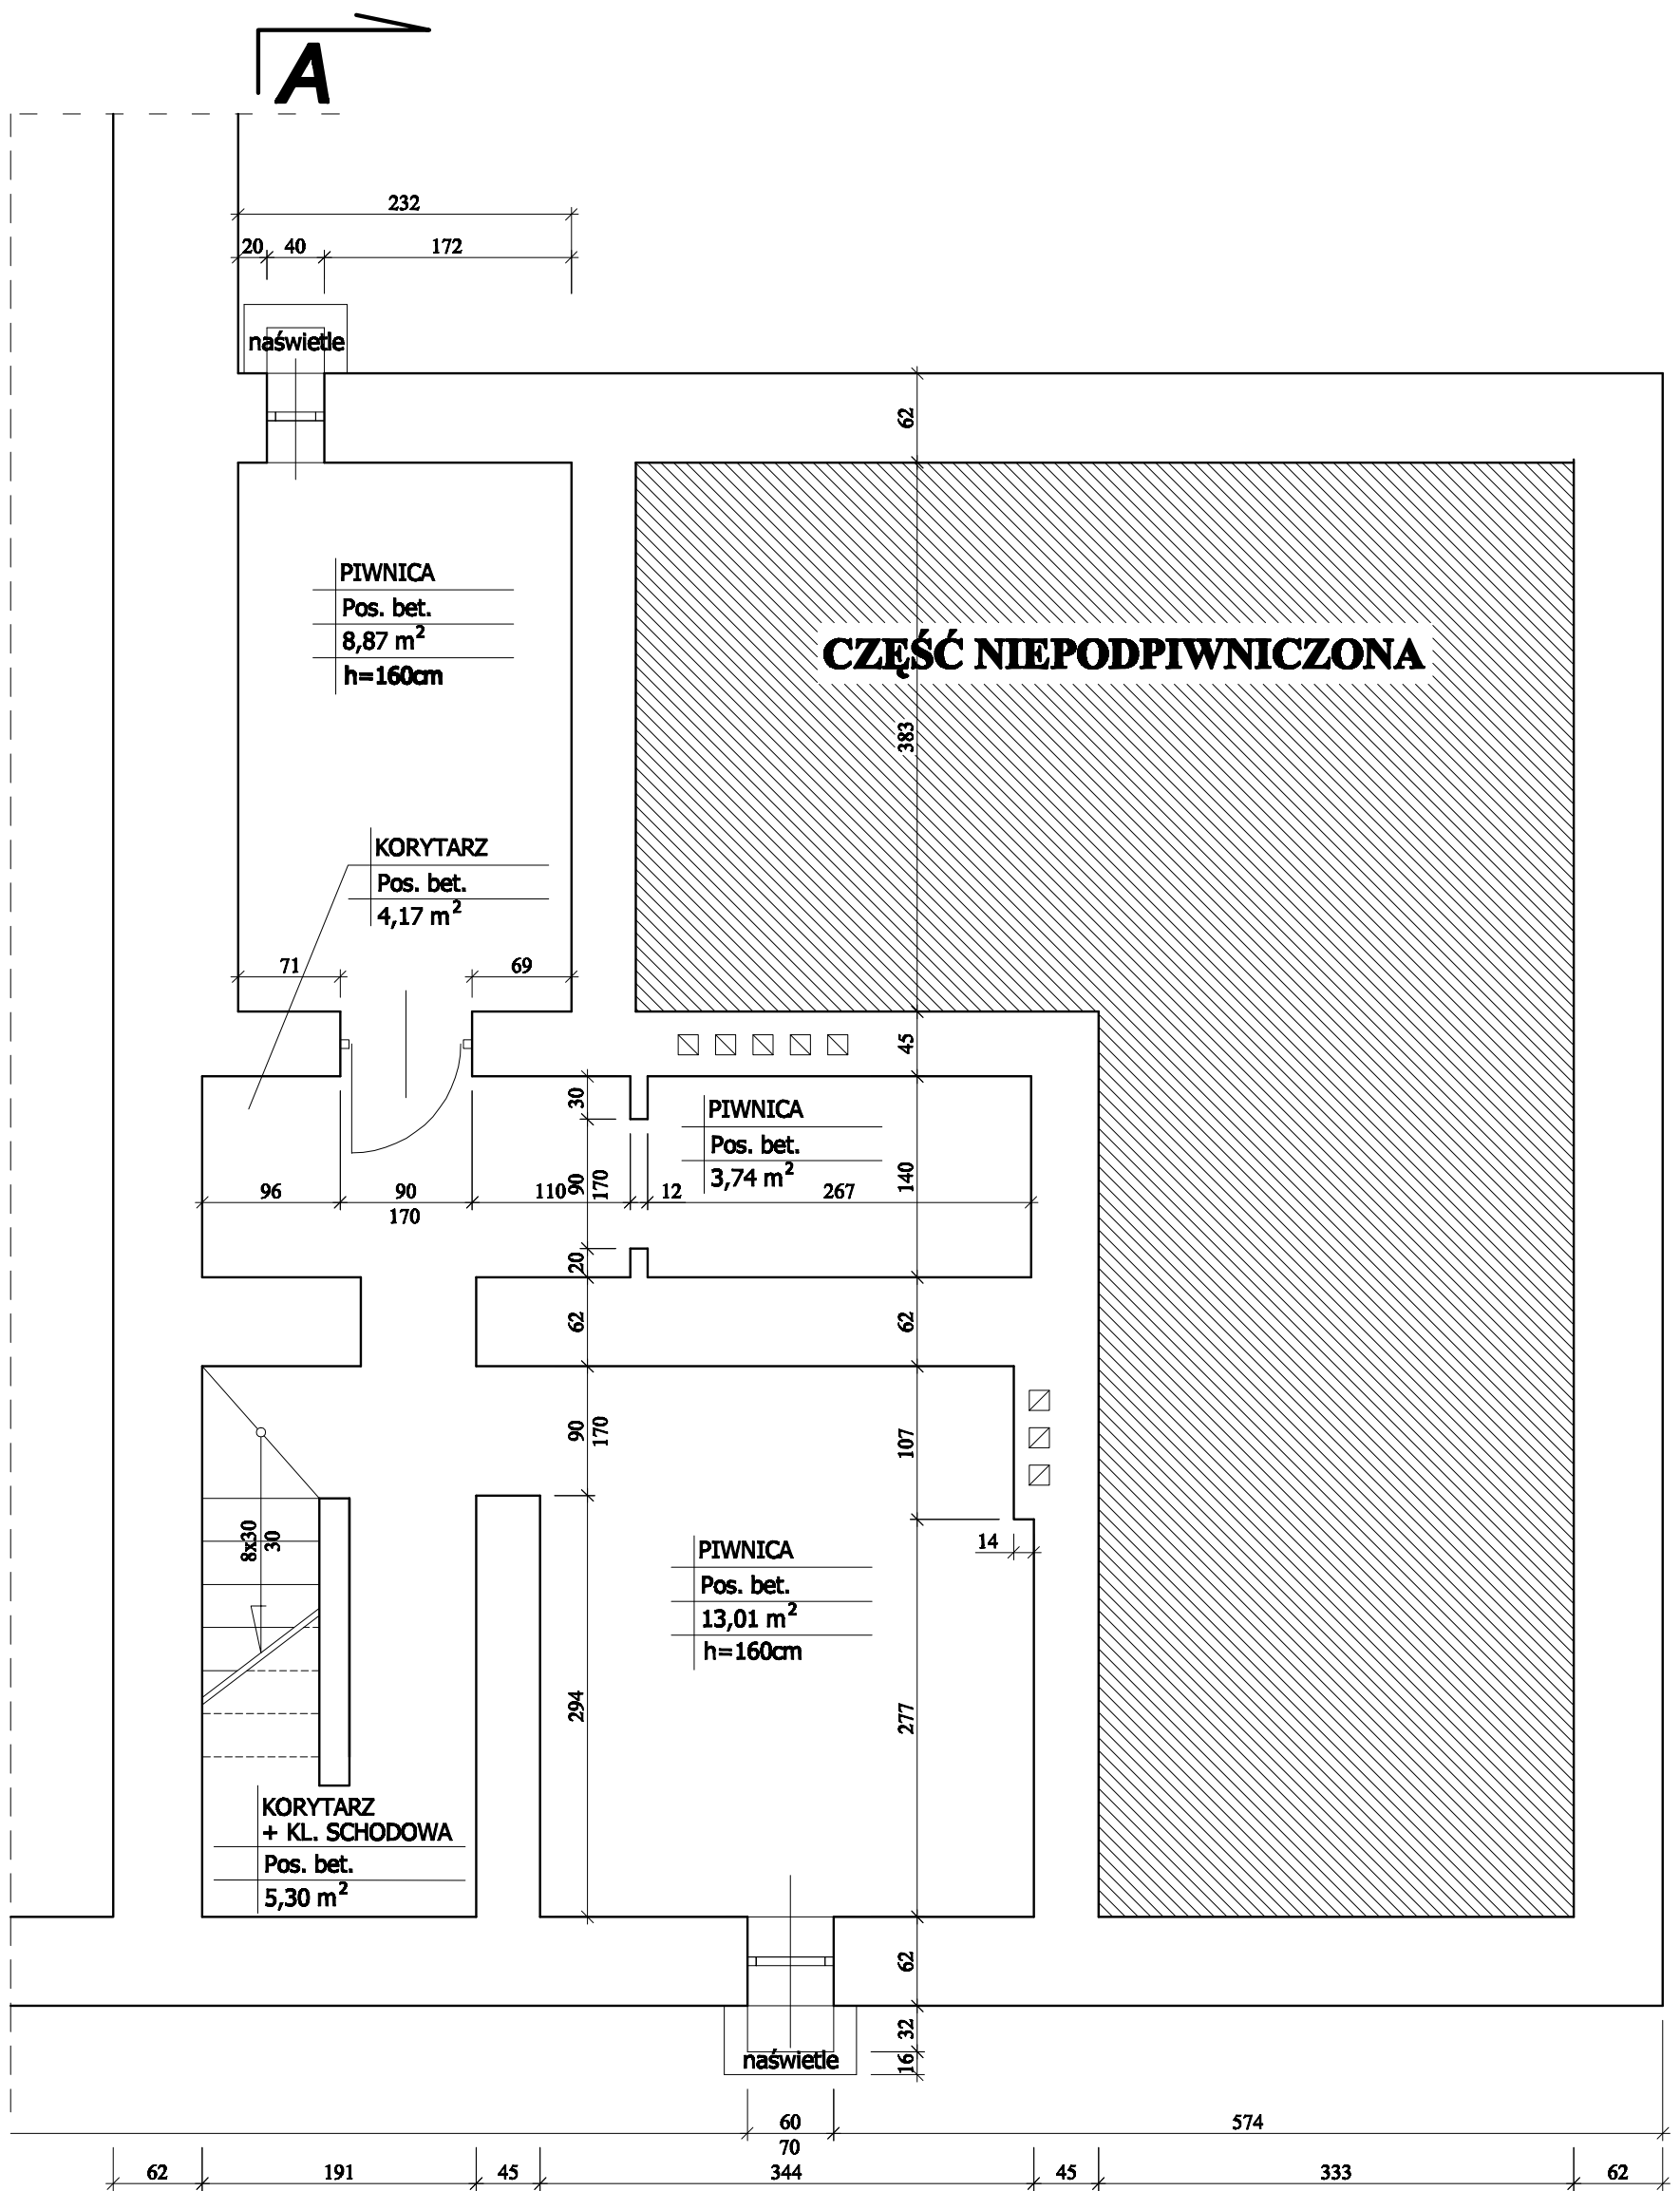 A
232
20 40 172
naświetle
62
PIWNICA
Pos. bet.
8,87 m²
h=160cm
CZĘŚĆ NIEPODPIWNICZONA
383
KORYTARZ
Pos. bet.
4,17 m²
71 69
45
30
PIWNICA
Pos. bet.
3,74 m²
90
170
140
96 90 110 12 267
170
20
62 62
90
170
107
8x30
30
14
PIWNICA
Pos. bet.
13,01 m²
h=160cm
294
277
KORYTARZ
+ KL. SCHODOWA
Pos. bet.
5,30 m²
62
32
16
naświetle
60 574
70
62 191 45 344 45 333 62